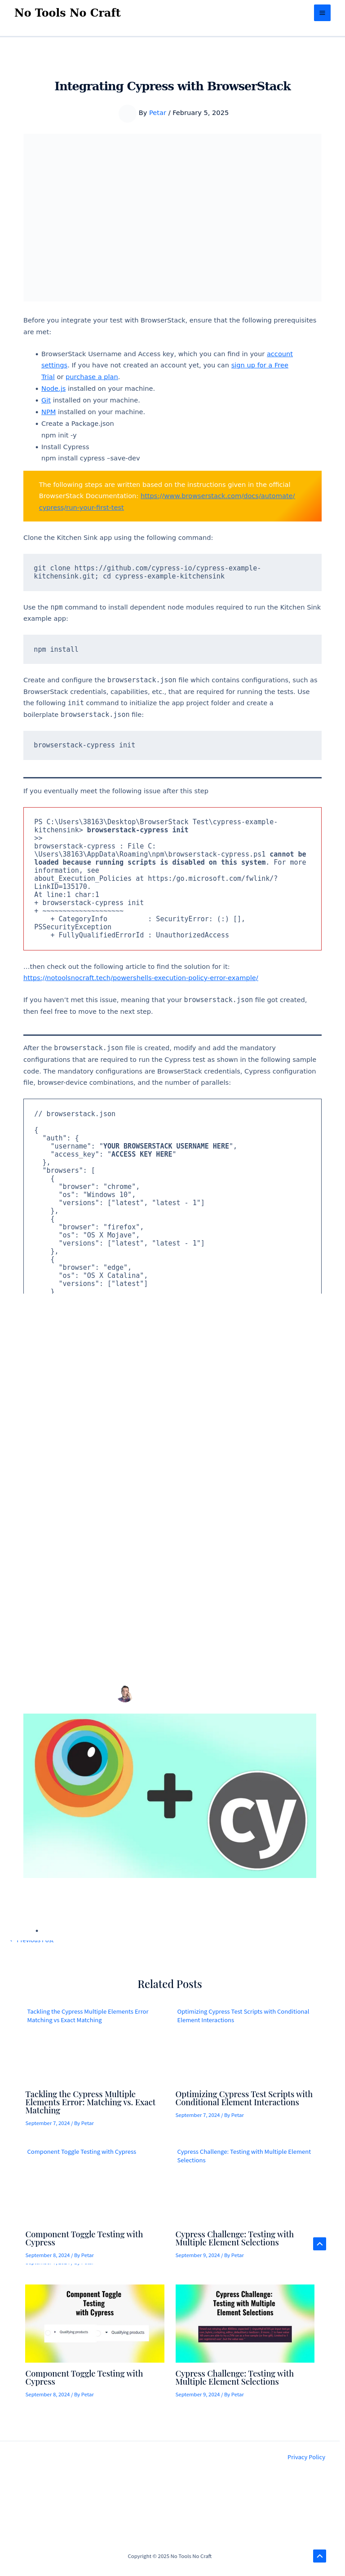 No Tools No Craft
Integrating Cypress with BrowserStack
By Petar / February 5, 2025
Before you integrate your test with BrowserStack, ensure that the following prerequisites
are met:
BrowserStack Username and Access key, which you can find in your account
settings. If you have not created an account yet, you can sign up for a Free
Trial or purchase a plan.
Node.js installed on your machine.
Git installed on your machine.
NPM installed on your machine.
Create a Package.json
npm init -y
Install Cypress
npm install cypress –save-dev
The following steps are written based on the instructions given in the official
BrowserStack Documentation: https://www.browserstack.com/docs/automate/
cypress/run-your-first-test
Clone the Kitchen Sink app using the following command:
git clone https://github.com/cypress-io/cypress-example-
kitchensink.git; cd cypress-example-kitchensink
Use the npm command to install dependent node modules required to run the Kitchen Sink
example app:
npm install
Create and configure the browserstack.json file which contains configurations, such as
BrowserStack credentials, capabilities, etc., that are required for running the tests. Use
the following init command to initialize the app project folder and create a
boilerplate browserstack.json file:
browserstack-cypress init
If you eventually meet the following issue after this step
PS C:\Users\38163\Desktop\BrowserStack Test\cypress-example-
kitchensink> browserstack-cypress init
>>
browserstack-cypress : File C:
\Users\38163\AppData\Roaming\npm\browserstack-cypress.ps1 cannot be
loaded because running scripts is disabled on this system. For more
information, see
about_Execution_Policies at https:/go.microsoft.com/fwlink/?
LinkID=135170.
At line:1 char:1
+ browserstack-cypress init
+ ~~~~~~~~~~~~~~~~~~~~
+ CategoryInfo : SecurityError: (:) [],
PSSecurityException
+ FullyQualifiedErrorId : UnauthorizedAccess
...then check out the following article to find the solution for it:
https://notoolsnocraft.tech/powershells-execution-policy-error-example/
If you haven't met this issue, meaning that your browserstack.json file got created,
then feel free to move to the next step.
After the browserstack.json file is created, modify and add the mandatory
configurations that are required to run the Cypress test as shown in the following sample
code. The mandatory configurations are BrowserStack credentials, Cypress configuration
file, browser-device combinations, and the number of parallels:
// browserstack.json
{
"auth": {
"username": "YOUR BROWSERSTACK USERNAME HERE",
"access_key": "ACCESS KEY HERE"
},
"browsers": [
{
"browser": "chrome",
"os": "Windows 10",
"versions": ["latest", "latest - 1"]
},
{
"browser": "firefox",
"os": "OS X Mojave",
"versions": ["latest", "latest - 1"]
},
{
"browser": "edge",
"os": "OS X Catalina",
"versions": ["latest"]
}
cy
← Previous Post
Related Posts
Tackling the Cypress Multiple Elements Error
Matching vs Exact Matching
Optimizing Cypress Test Scripts with Conditional
Element Interactions
Tackling the Cypress Multiple
Elements Error: Matching vs. Exact
Matching
September 7, 2024 / By Petar
Optimizing Cypress Test Scripts with
Conditional Element Interactions
September 7, 2024 / By Petar
Component Toggle Testing with Cypress
Cypress Challenge: Testing with Multiple Element
Selections
Component Toggle Testing with
Cypress
September 8, 2024 / By Petar
Cypress Challenge: Testing with
Multiple Element Selections
September 9, 2024 / By Petar
Component Toggle
Testing
with Cypress
Qualifying products
Qualifying products
Cypress Challenge:
Testing with Multiple
Element Selections
Component Toggle Testing with
Cypress
September 8, 2024 / By Petar
Cypress Challenge: Testing with
Multiple Element Selections
September 9, 2024 / By Petar
Privacy Policy
Copyright © 2025 No Tools No Craft